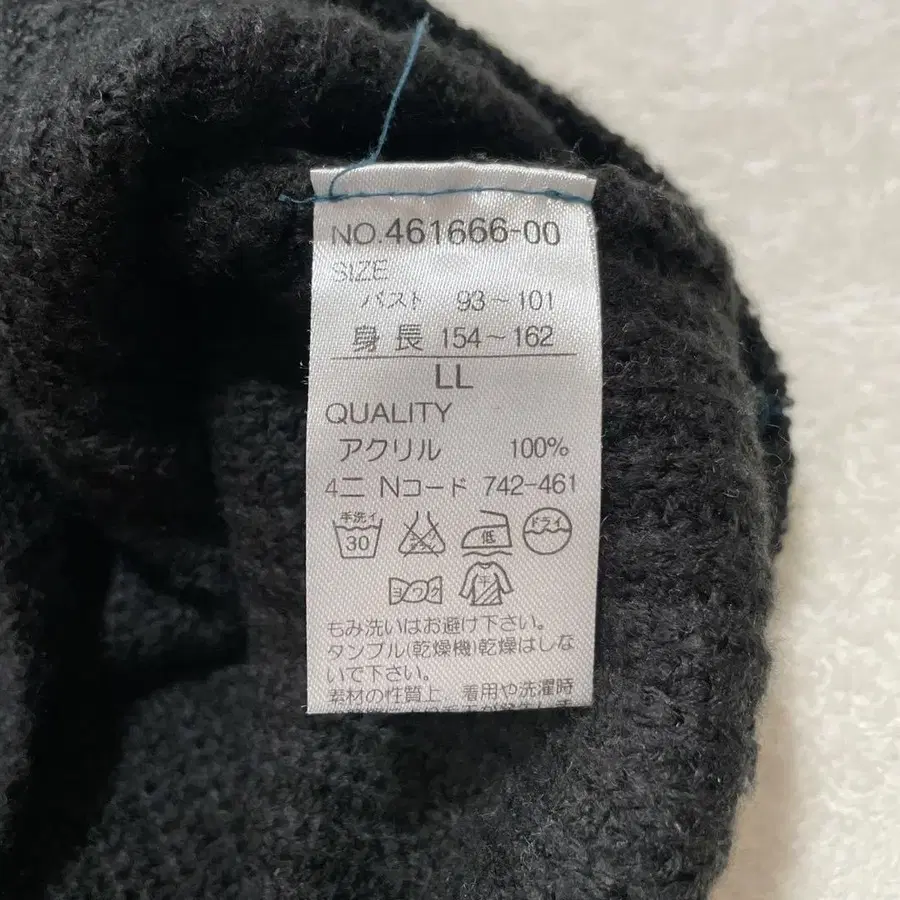 NO.461666-00
SIZE
バスト 93～101
身長 154～162
LL
QUALITY
アクリル 100%
4ニ Nコード 742-461
手洗イ 30 低 ドライ
ヨワク 手
もみ洗いはお避け下さい。
タンブル(乾燥機)乾燥はしな
いで下さい。
素材の性質上 着用や洗濯時